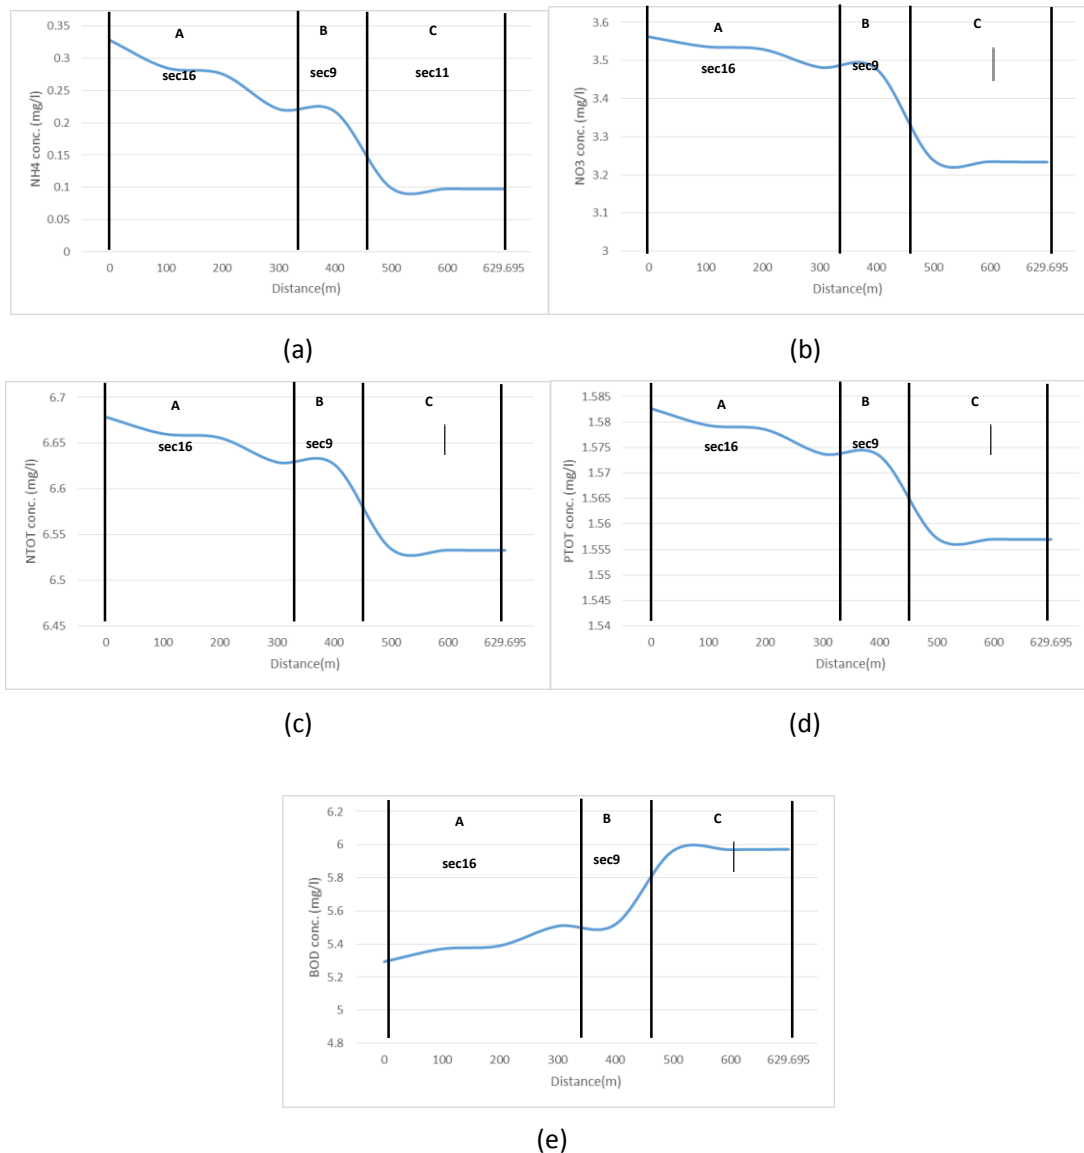 0.35
0.3
0.25
0.2
0.15
0.1
0.05
0
NH4 conc. (mg/l)
A
B
C
sec16
sec9
sec11
0 100 200 300 400 500 600 629.695
Distance(m)
(a)
3.6
3.5
3.4
3.3
3.2
3.1
3
NO3 conc. (mg/l)
A
B
C
sec16
sec9
0 100 200 300 400 500 600 629.695
Distance(m)
(b)
6.7
6.65
6.6
6.55
6.5
6.45
NTOT conc. (mg/l)
A
B
C
sec16
sec9
0 100 200 300 400 500 600 629.695
Distance(m)
(c)
1.585
1.58
1.575
1.57
1.565
1.56
1.555
1.55
1.545
1.54
PTOT conc. (mg/l)
A
B
C
sec16
sec9
0 100 200 300 400 500 600 629.695
Distance(m)
(d)
6.2
6
5.8
5.6
5.4
5.2
5
4.8
BOD conc. (mg/l)
A
B
C
sec16
sec9
0 100 200 300 400 500 600 629.695
Distance(m)
(e)